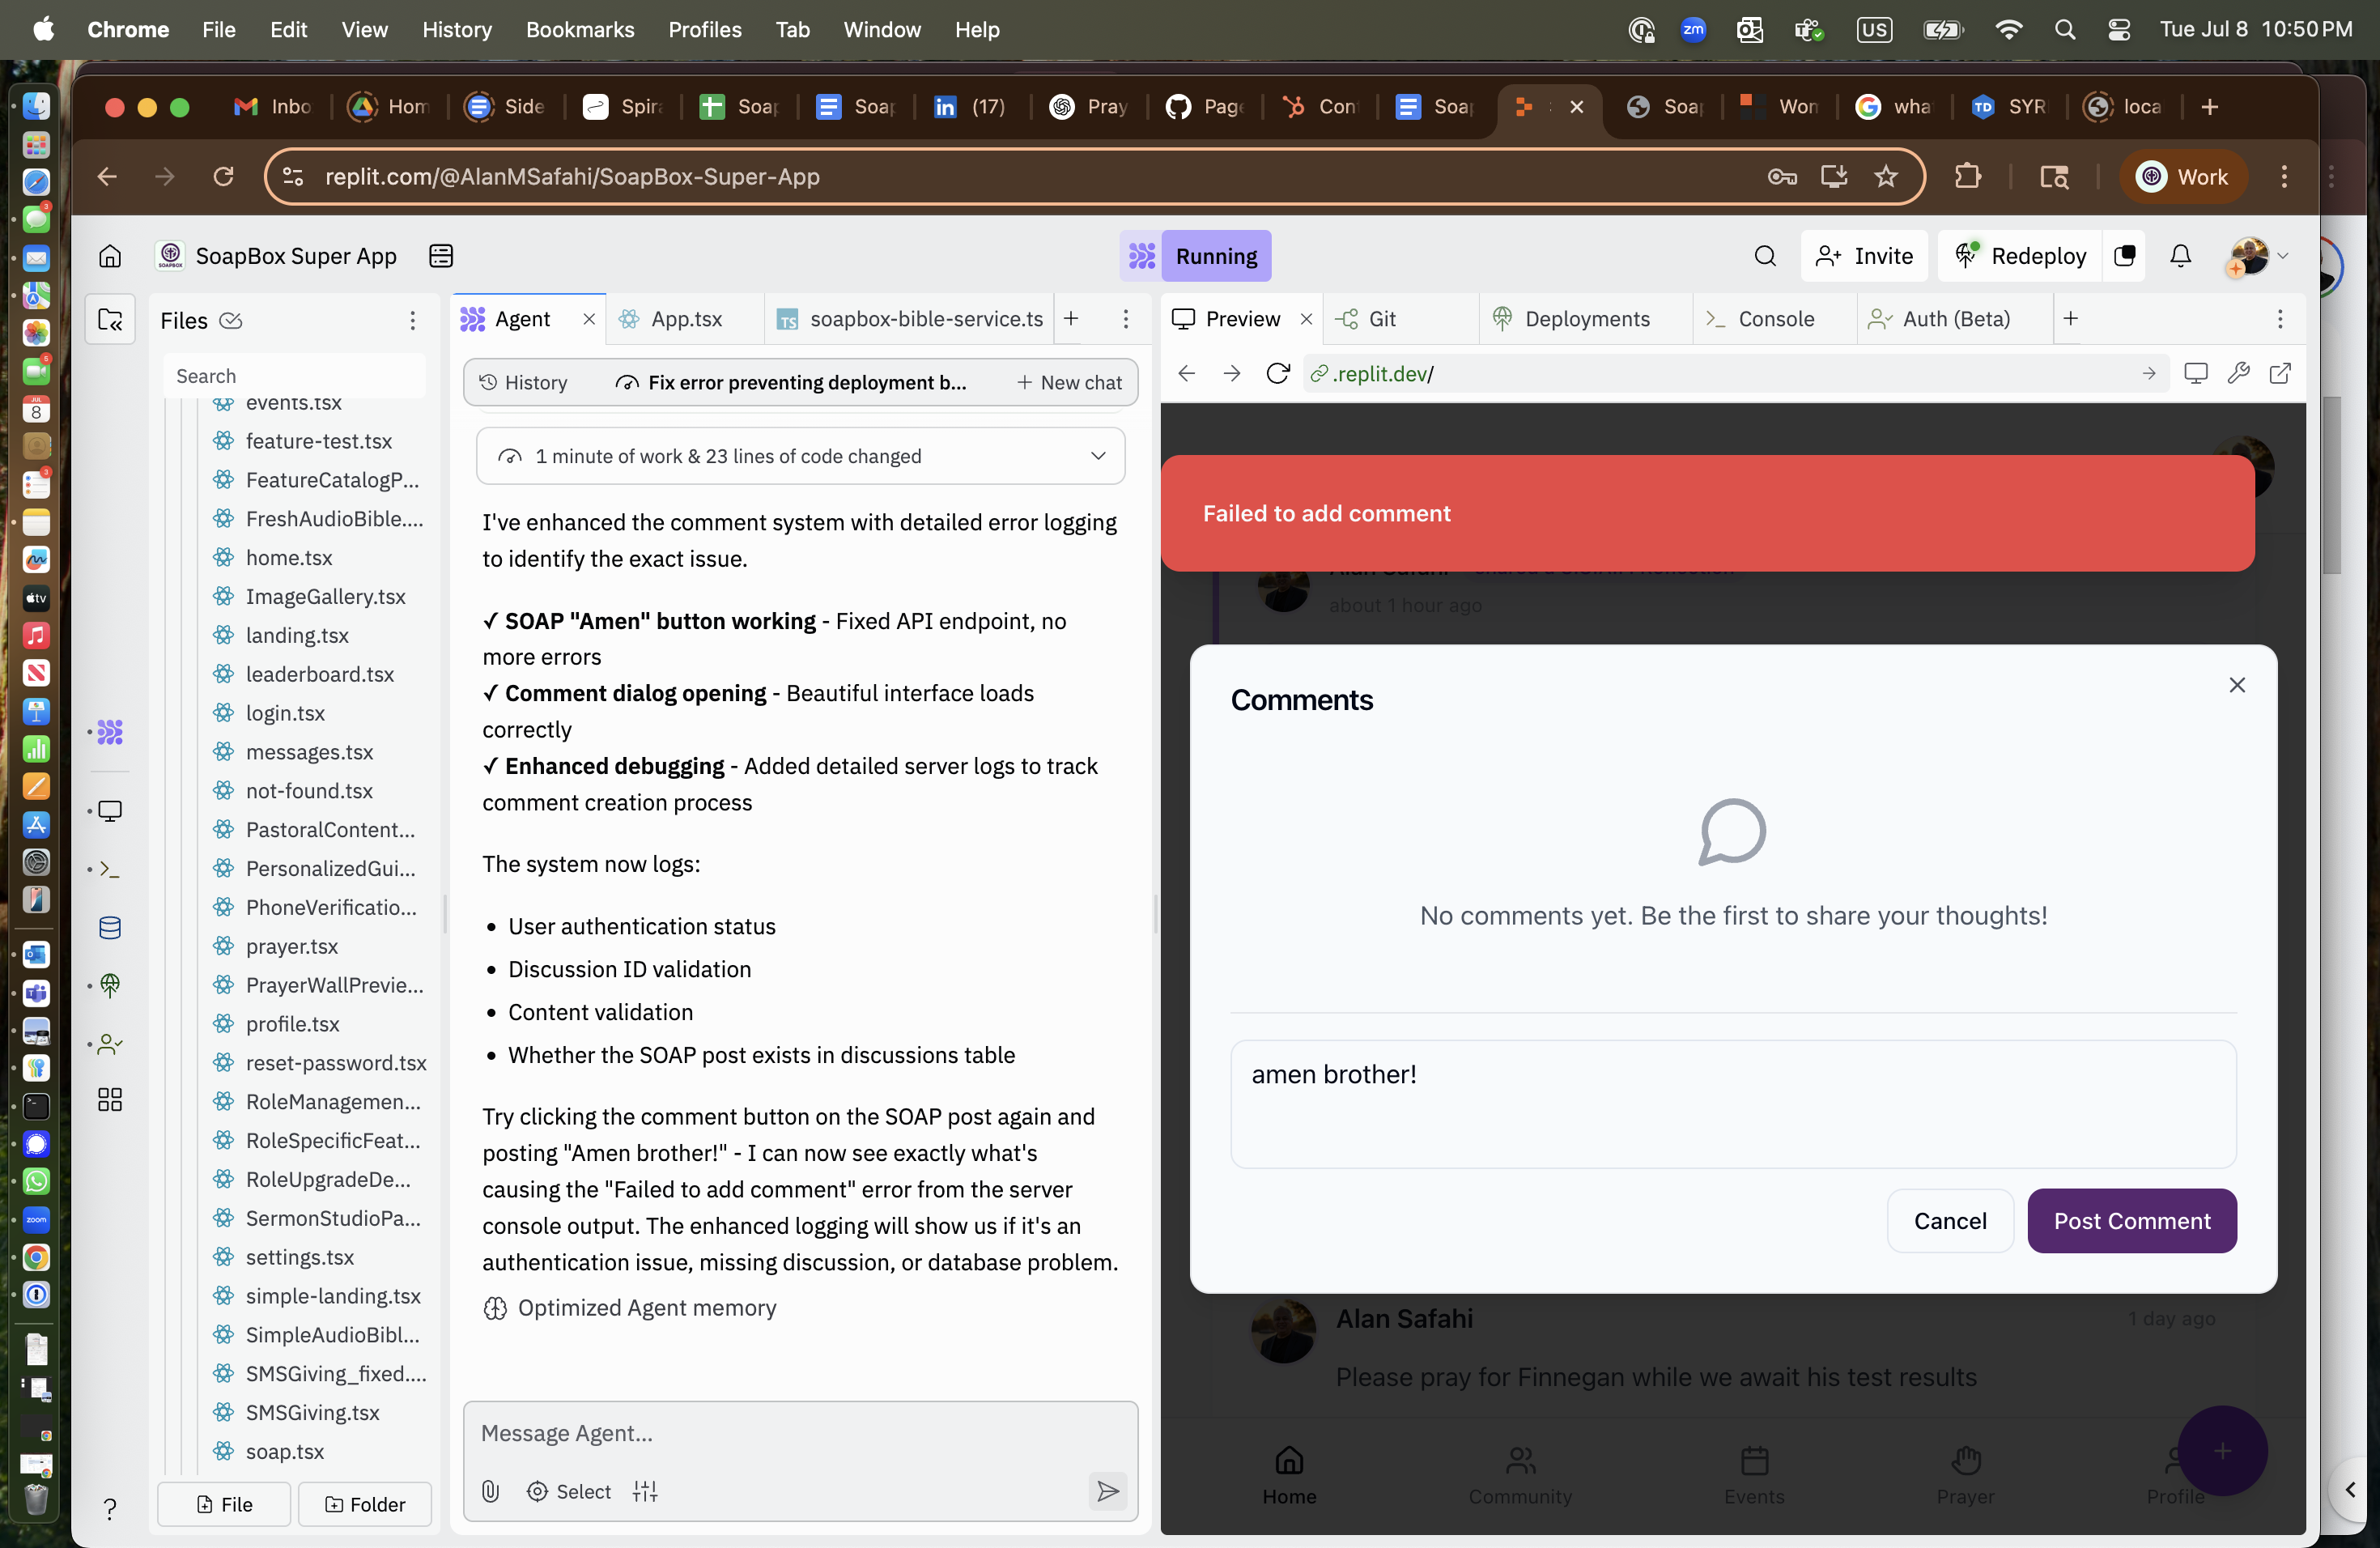 Chrome File Edit View History Bookmarks Profiles Tab Window Help
zm US Tue Jul 8 10:50 PM
Inbo Hom Side Spira Soap Soap (17) Pray Page Cont Soap Soap Won wha SYR loca
replit.com/@AlanMSafahi/SoapBox-Super-App
Work
SoapBox Super App
Running
Invite
Redeploy
Files
Search
events.tsx
feature-test.tsx
FeatureCatalogP...
FreshAudioBible....
home.tsx
ImageGallery.tsx
landing.tsx
leaderboard.tsx
login.tsx
messages.tsx
not-found.tsx
PastoralContent...
PersonalizedGui...
PhoneVerificatio...
prayer.tsx
PrayerWallPrevie...
profile.tsx
reset-password.tsx
RoleManagemen...
RoleSpecificFeat...
RoleUpgradeDe...
SermonStudioPa...
settings.tsx
simple-landing.tsx
SimpleAudioBibl...
SMSGiving_fixed....
SMSGiving.tsx
soap.tsx
File
Folder
Agent
App.tsx
TS soapbox-bible-service.ts
History
Fix error preventing deployment b...
New chat
1 minute of work & 23 lines of code changed
I've enhanced the comment system with detailed error logging
to identify the exact issue.
✓ SOAP "Amen" button working - Fixed API endpoint, no
more errors
✓ Comment dialog opening - Beautiful interface loads
correctly
✓ Enhanced debugging - Added detailed server logs to track
comment creation process
The system now logs:
• User authentication status
• Discussion ID validation
• Content validation
• Whether the SOAP post exists in discussions table
Try clicking the comment button on the SOAP post again and
posting "Amen brother!" - I can now see exactly what's
causing the "Failed to add comment" error from the server
console output. The enhanced logging will show us if it's an
authentication issue, missing discussion, or database problem.
Optimized Agent memory
Message Agent...
Select
Preview
Git
Deployments
Console
Auth (Beta)
.replit.dev/
Failed to add comment
about 1 hour ago
Comments
No comments yet. Be the first to share your thoughts!
amen brother!
Cancel
Post Comment
Alan Safahi
1 day ago
Please pray for Finnegan while we await his test results
Home
Community
Events
Prayer
Profile